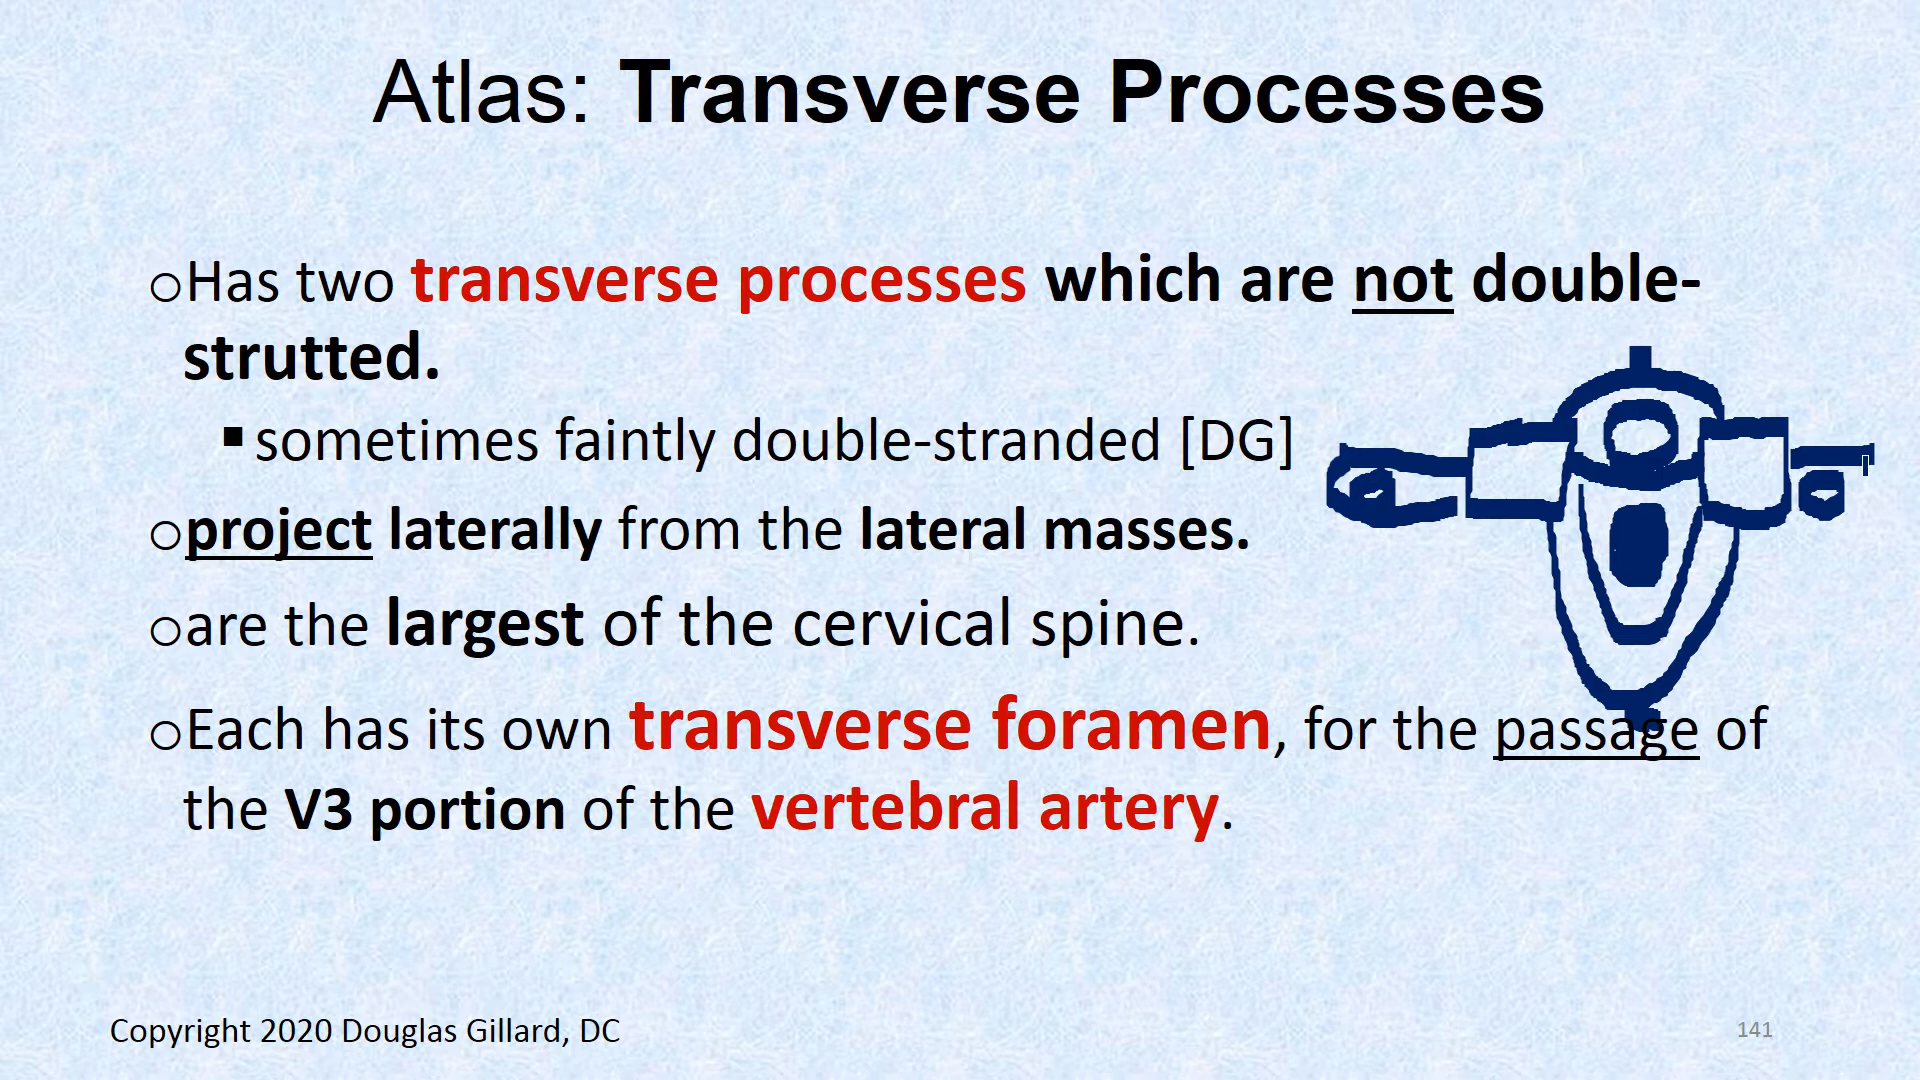 Atlas: Transverse Processes
oHas two transverse processes which are not double-
strutted.
▪sometimes faintly double-stranded [DG]
oproject laterally from the lateral masses.
oare the largest of the cervical spine.
oEach has its own transverse foramen, for the passage of
the V3 portion of the vertebral artery.
Copyright 2020 Douglas Gillard, DC
141